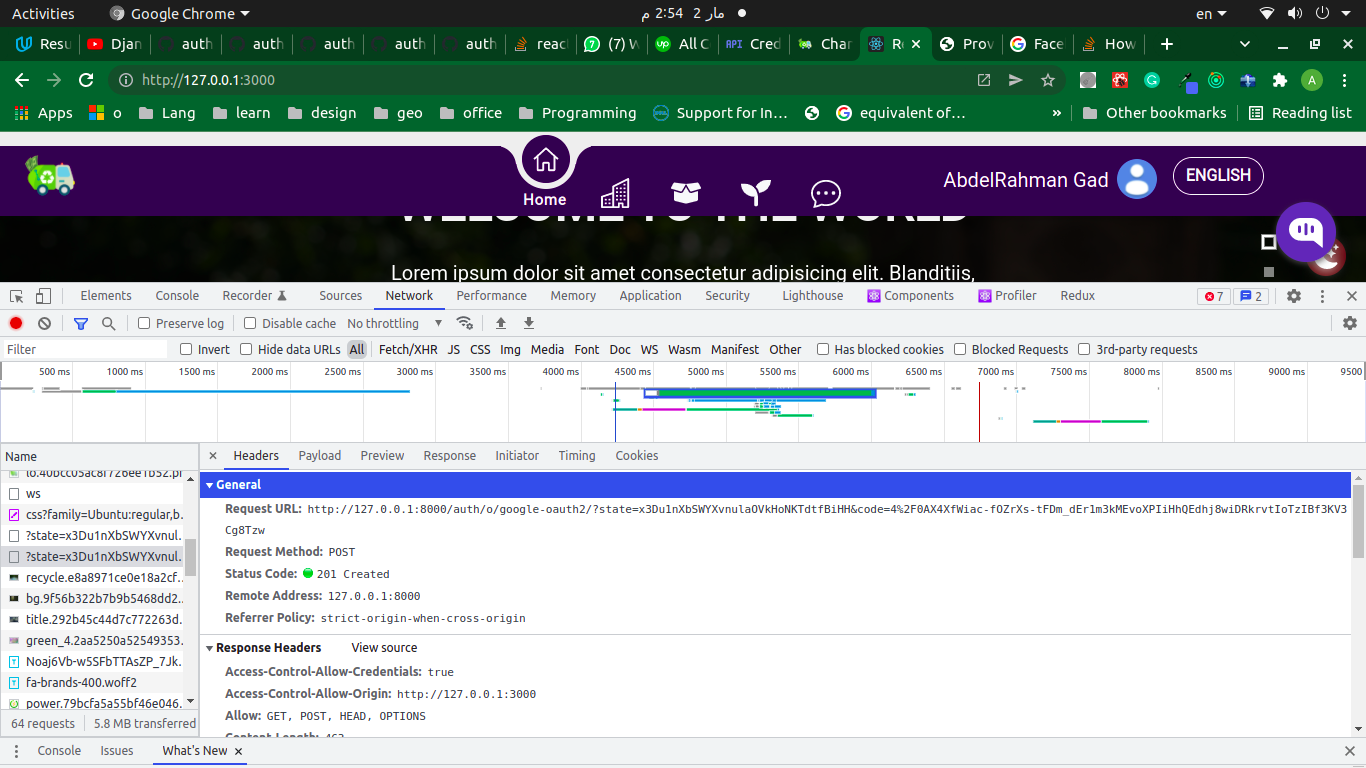 Activities Google Chrome م 2:54 2 مار en
Resu Djan auth auth auth auth auth reac (7) W All C Cred Char Re Prov Face How
http://127.0.0.1:3000
Apps o Lang learn design geo office Programming Support for In... equivalent of... » Other bookmarks Reading list
Home
AbdelRahman Gad ENGLISH
WELCOME TO THE WORLD
Lorem ipsum dolor sit amet consectetur adipisicing elit. Blanditiis,
Elements Console Recorder Sources Network Performance Memory Application Security Lighthouse Components Profiler Redux 7 2
Preserve log Disable cache No throttling
Filter Invert Hide data URLs All Fetch/XHR JS CSS Img Media Font Doc WS Wasm Manifest Other Has blocked cookies Blocked Requests 3rd-party requests
500 ms 1000 ms 1500 ms 2000 ms 2500 ms 3000 ms 3500 ms 4000 ms 4500 ms 5000 ms 5500 ms 6000 ms 6500 ms 7000 ms 7500 ms 8000 ms 8500 ms 9000 ms 9500
Name Headers Payload Preview Response Initiator Timing Cookies
lo.40bcc05ac8f726ee1b52.pr
ws
css?family=Ubuntu:regular,b...
?state=x3Du1nXbSWYXvnul...
?state=x3Du1nXbSWYXvnul...
recycle.e8a8971ce0e18a2cf...
bg.9f56b322b7b9b5468dd2...
title.292b45c44d7c772263d...
green_4.2aa5250a52549353...
Noaj6Vb-w5SFbTTAsZP_7Jk...
fa-brands-400.woff2
power.79bcfa5a55bf46e046...
64 requests 5.8 MB transferred
General
Request URL: http://127.0.0.1:8000/auth/o/google-oauth2/?state=x3Du1nXbSWYXvnulaOVkHoNKTdtfBiHH&code=4%2F0AX4XfWiac-fOZrXs-tFDm_dEr1m3kMEvoXPIiHhQEdhj8wiDRkrvtIoTzIBf3KV3
Cg8Tzw
Request Method: POST
Status Code: 201 Created
Remote Address: 127.0.0.1:8000
Referrer Policy: strict-origin-when-cross-origin
Response Headers View source
Access-Control-Allow-Credentials: true
Access-Control-Allow-Origin: http://127.0.0.1:3000
Allow: GET, POST, HEAD, OPTIONS
Content-Length: 463
Console Issues What's New